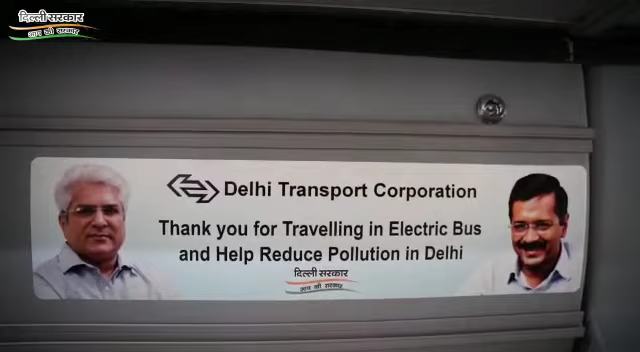 दिल्ली सरकार
आप की सरकार
Delhi Transport Corporation
Thank you for Travelling in Electric Bus
and Help Reduce Pollution in Delhi
दिल्ली सरकार
आप की सरकार